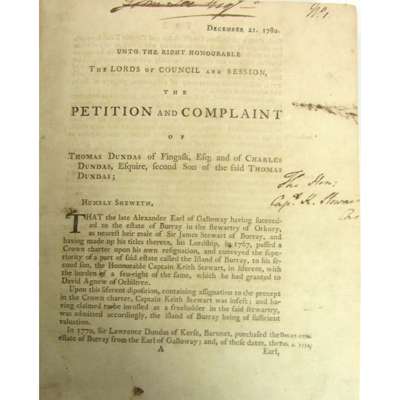 No 1
DECEMBER 21. 1780.
UNTO THE RIGHT HONOURABLE
THE LORDS OF COUNCIL AND SESSION,
THE
PETITION AND COMPLAINT
OF
THOMAS DUNDAS of Fingask, Esq; and of CHARLES
DUNDAS, Esquire, second Son of the said THOMAS
DUNDAS;
HUMBLY SHEWETH,
THAT the late Alexander Earl of Galloway having succeed-
ed to the estate of Burray in the stewartry of Orkney,
as nearest heir male of Sir James Stewart of Burray, and
having made up his titles thereto, his Lordship, in 1767, passed a
Crown charter upon his own resignation, and conveyed the supe-
riority of a part of said estate called the Island of Burray, to his se-
cond son, the Honourable Captain Keith Stewart, in liferent, with
the burden of a feu-right of the same, which he had granted to
David Agnew of Ochiltree.
Upon this liferent disposition, containing assignation to the precept
in the Crown charter, Captain Keith Stewart was infeft; and ha-
ving claimed to be inrolled as a freeholder in the said stewartry,
was admitted accordingly, the island of Burray being of sufficient
valuation.
In 1770, Sir Lawrence Dundas of Kerse, Baronet, purchased the
estate of Burray from the Earl of Galloway; and, of these dates, the
A
Earl,
The Hon.
Capt. K. Stewart